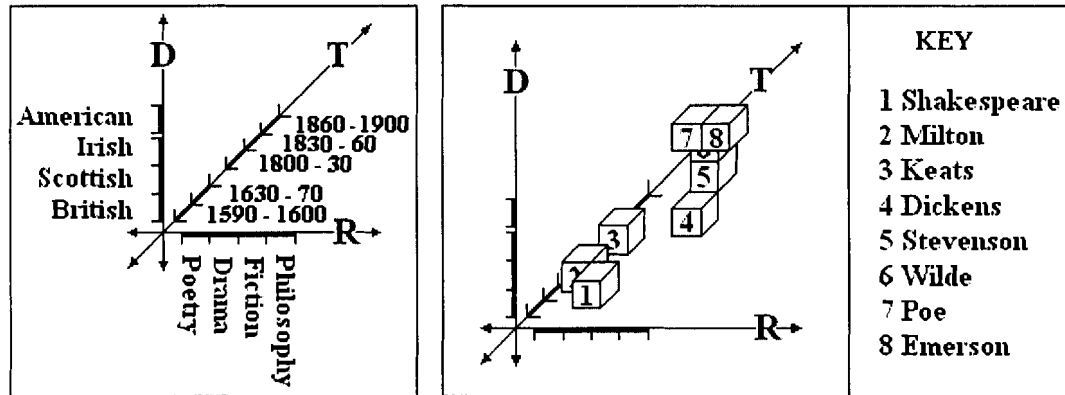 D
T
American
Irish
Scottish
British
1860-1900
1830 - 60
1800 - 30
1630 - 70
1590 - 1600
R
Poetry
Drama
Fiction
Philosophy
D
T
7
8
6
5
4
3
2
1
R
KEY
1 Shakespeare
2 Milton
3 Keats
4 Dickens
5 Stevenson
6 Wilde
7 Poe
8 Emerson